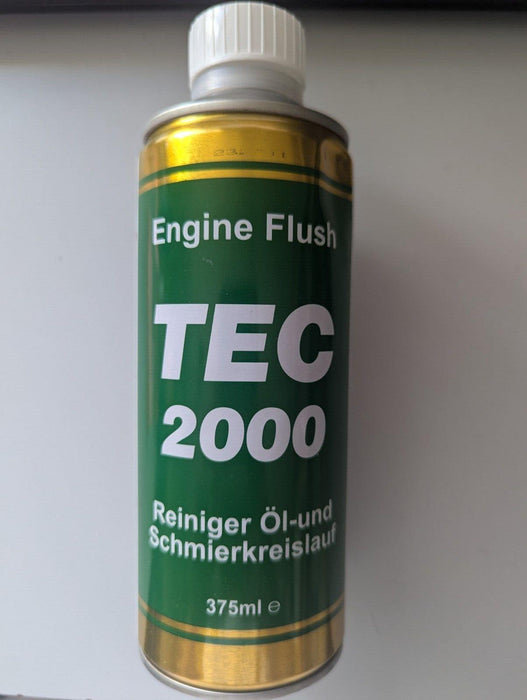 Engine Flush
TEC
2000
Reiniger Öl-und
Schmierkreislauf
375ml ℮